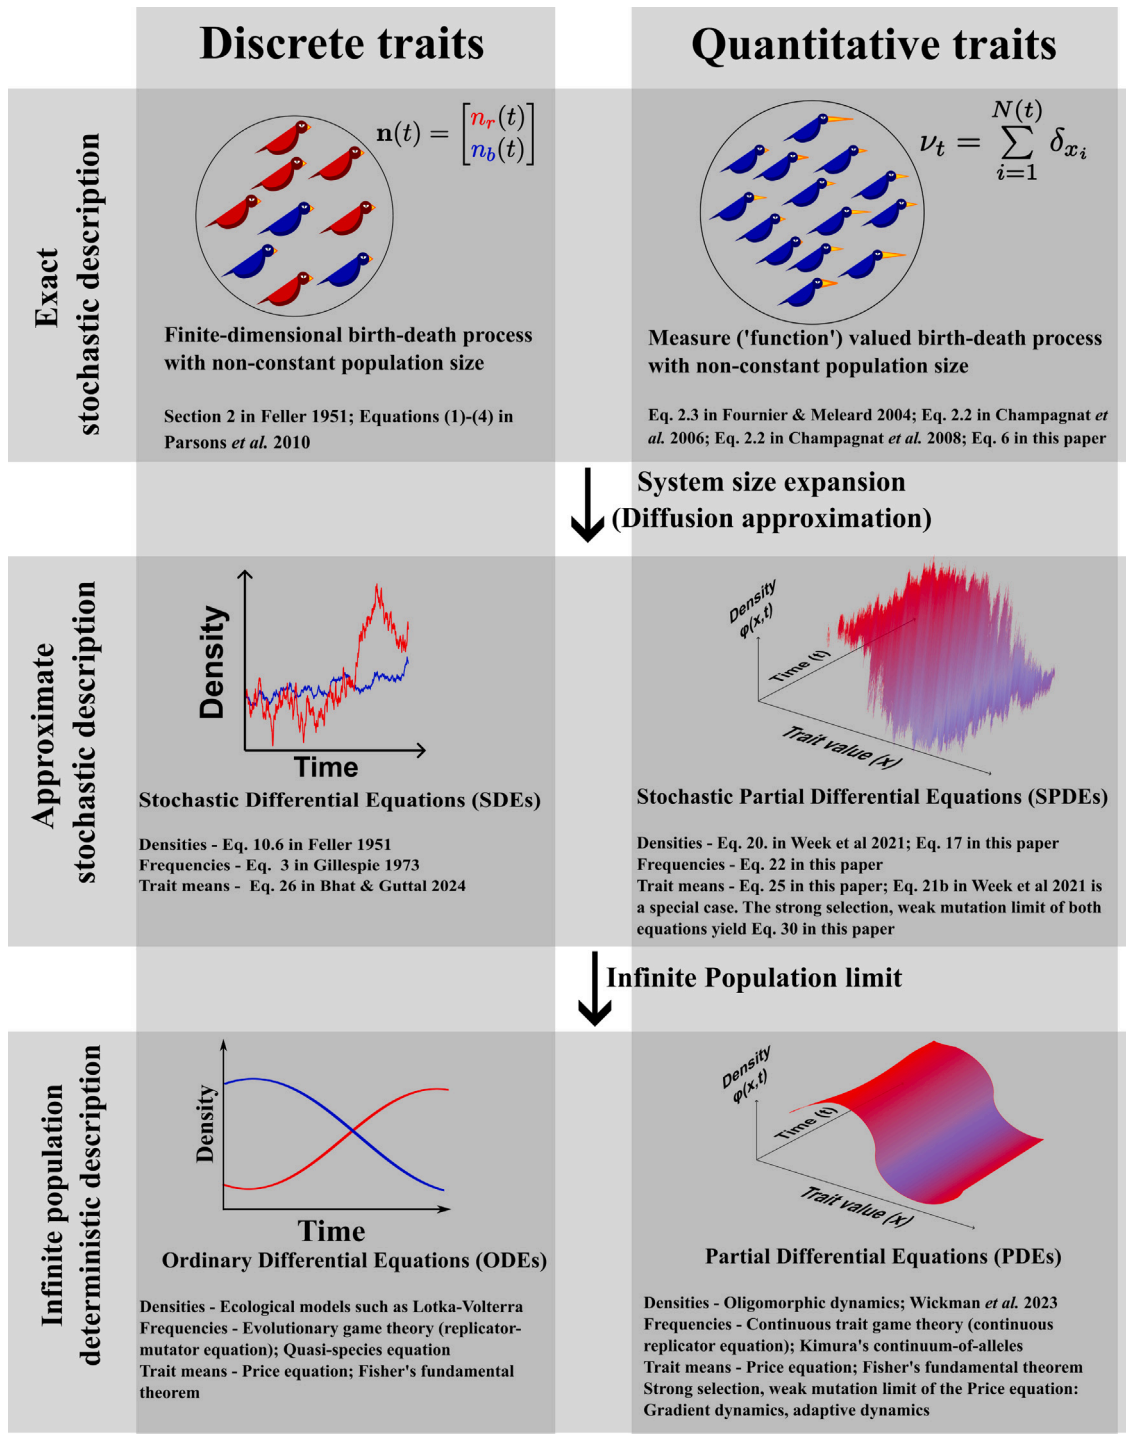 Discrete traits
Quantitative traits
Exact
stochastic description
n(t) = [n_r(t)
n_b(t)]
Finite-dimensional birth-death process
with non-constant population size
Section 2 in Feller 1951; Equations (1)-(4) in
Parsons et al. 2010
ν_t = ∑_{i=1}^{N(t)} δ_{x_i}
Measure ('function') valued birth-death process
with non-constant population size
Eq. 2.3 in Fournier & Meleard 2004; Eq. 2.2 in Champagnat et
al. 2006; Eq. 2.2 in Champagnat et al. 2008; Eq. 6 in this paper
System size expansion
(Diffusion approximation)
Approximate
stochastic description
Density
Time
Stochastic Differential Equations (SDEs)
Densities - Eq. 10.6 in Feller 1951
Frequencies - Eq.  3 in Gillespie 1973
Trait means -  Eq. 26 in Bhat & Guttal 2024
Density
φ(x,t)
Time (t)
Trait value (x)
Stochastic Partial Differential Equations (SPDEs)
Densities - Eq. 20. in Week et al 2021; Eq. 17 in this paper
Frequencies - Eq. 22 in this paper
Trait means - Eq. 25 in this paper; Eq. 21b in Week et al 2021 is
a special case. The strong selection, weak mutation limit of both
equations yield Eq. 30 in this paper
Infinite Population limit
Infinite population
deterministic description
Density
Time
Ordinary Differential Equations (ODEs)
Densities - Ecological models such as Lotka-Volterra
Frequencies - Evolutionary game theory (replicator-
mutator equation); Quasi-species equation
Trait means - Price equation; Fisher's fundamental
theorem
Density
φ(x,t)
Time (t)
Trait value (x)
Partial Differential Equations (PDEs)
Densities - Oligomorphic dynamics; Wickman et al. 2023
Frequencies - Continuous trait game theory (continuous
replicator equation); Kimura's continuum-of-alleles
Trait means - Price equation; Fisher's fundamental theorem
Strong selection, weak mutation limit of the Price equation:
Gradient dynamics, adaptive dynamics